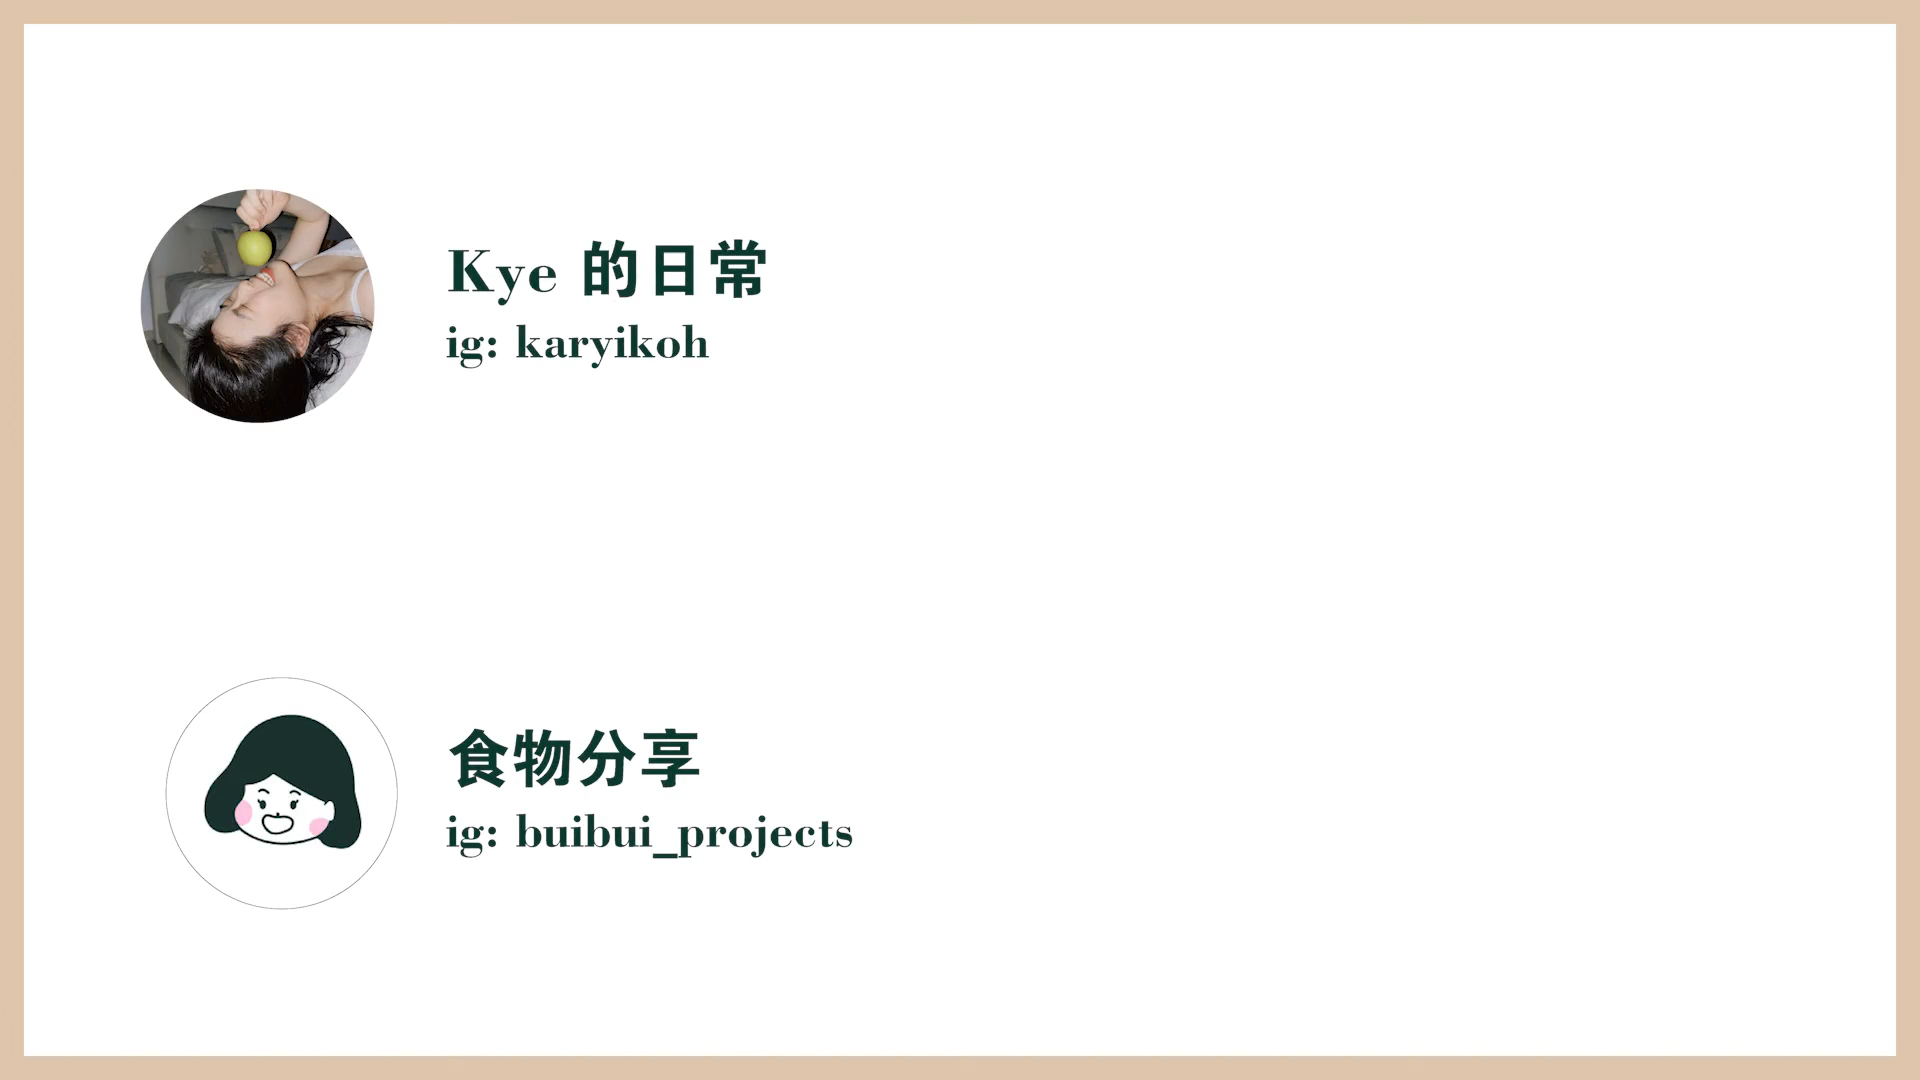 Kye 的日常
ig: karyikoh
食物分享
ig: buibui_projects